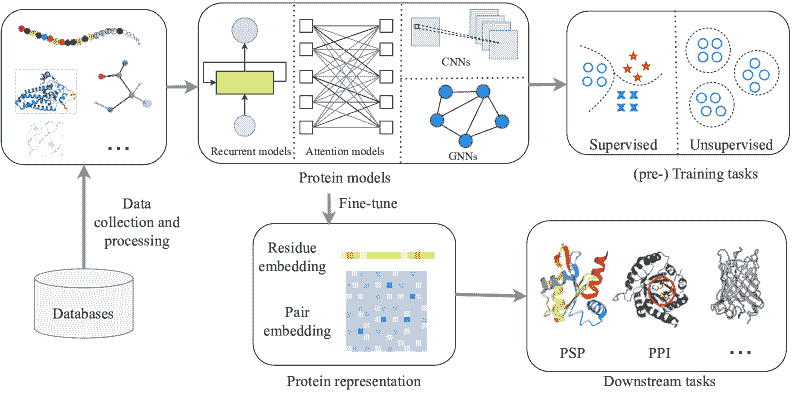 CNNs
Recurrent models
Attention models
GNNs
Supervised
Unsupervised
Protein models
(pre-) Training tasks
Data
collection and
processing
Fine-tune
Residue
embedding
Pair
embedding
Databases
PSP
PPI
Protein representation
Downstream tasks